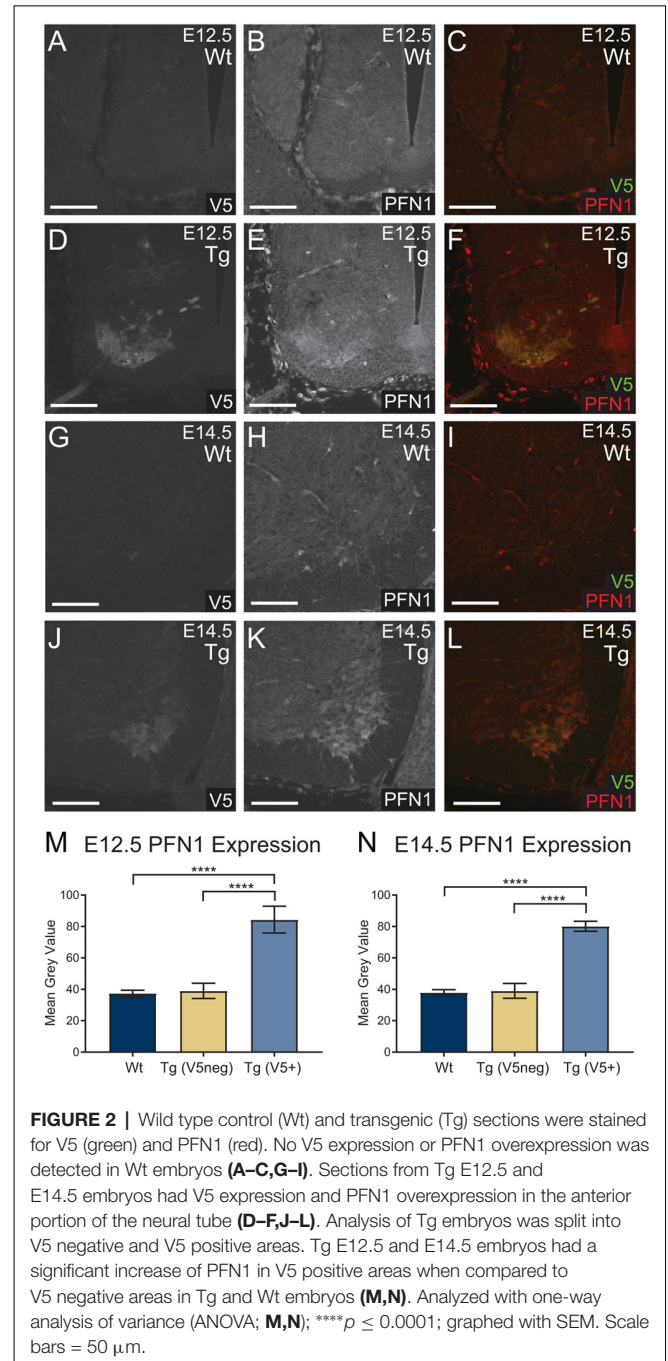 A E12.5 Wt V5
B E12.5 Wt PFN1
C E12.5 Wt V5 PFN1
D E12.5 Tg V5
E E12.5 Tg PFN1
F E12.5 Tg V5 PFN1
G E14.5 Wt V5
H E14.5 Wt PFN1
I E14.5 Wt V5 PFN1
J E14.5 Tg V5
K E14.5 Tg PFN1
L E14.5 Tg V5 PFN1
M E12.5 PFN1 Expression
****
****
Mean Grey Value
100
80
60
40
20
0
Wt Tg (V5neg) Tg (V5+)
N E14.5 PFN1 Expression
****
****
Mean Grey Value
100
80
60
40
20
0
Wt Tg (V5neg) Tg (V5+)
FIGURE 2 | Wild type control (Wt) and transgenic (Tg) sections were stained
for V5 (green) and PFN1 (red). No V5 expression or PFN1 overexpression was
detected in Wt embryos (A–C,G–I). Sections from Tg E12.5 and
E14.5 embryos had V5 expression and PFN1 overexpression in the anterior
portion of the neural tube (D–F,J–L). Analysis of Tg embryos was split into
V5 negative and V5 positive areas. Tg E12.5 and E14.5 embryos had a
significant increase of PFN1 in V5 positive areas when compared to
V5 negative areas in Tg and Wt embryos (M,N). Analyzed with one-way
analysis of variance (ANOVA; M,N); ****p ≤ 0.0001; graphed with SEM. Scale
bars = 50 μm.